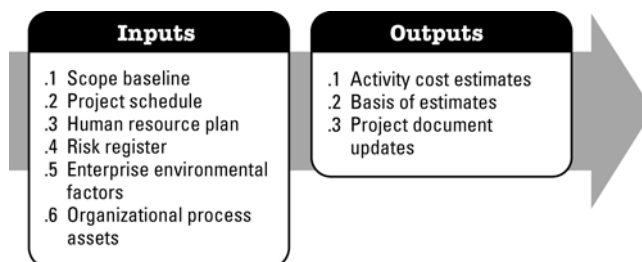 Inputs
.1 Scope baseline
.2 Project schedule
.3 Human resource plan
.4 Risk register
.5 Enterprise environmental
factors
.6 Organizational process
assets
Outputs
.1 Activity cost estimates
.2 Basis of estimates
.3 Project document
updates